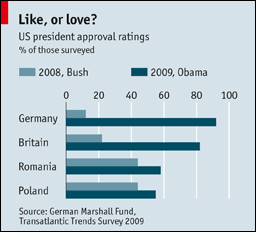 Like, or love?
US president approval ratings
% of those surveyed
2008, Bush 2009, Obama
0 20 40 60 80 100
Germany
Britain
Romania
Poland
Source: German Marshall Fund,
Transatlantic Trends Survey 2009